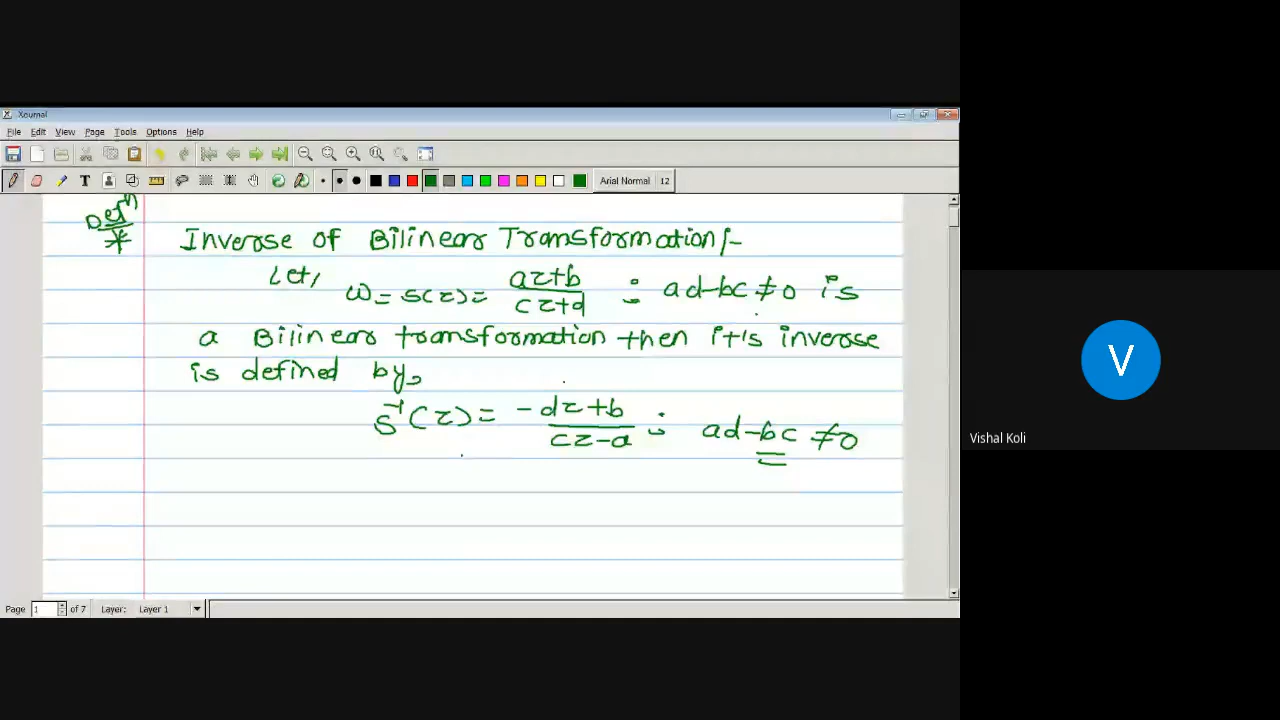 Xournal
File Edit View Page Tools Options Help
Arial Normal 12
Defⁿ
Inverse of Bilinear Transformation:-
Let, ω = s(z) = az+b / cz+d ; ad-bc ≠ 0 is
a Bilinear transformation then it's inverse
is defined by,
s⁻¹(z) = -dz+b / cz-a ; ad-bc ≠ 0
Page 1 of 7 Layer: Layer 1
V
Vishal Koli